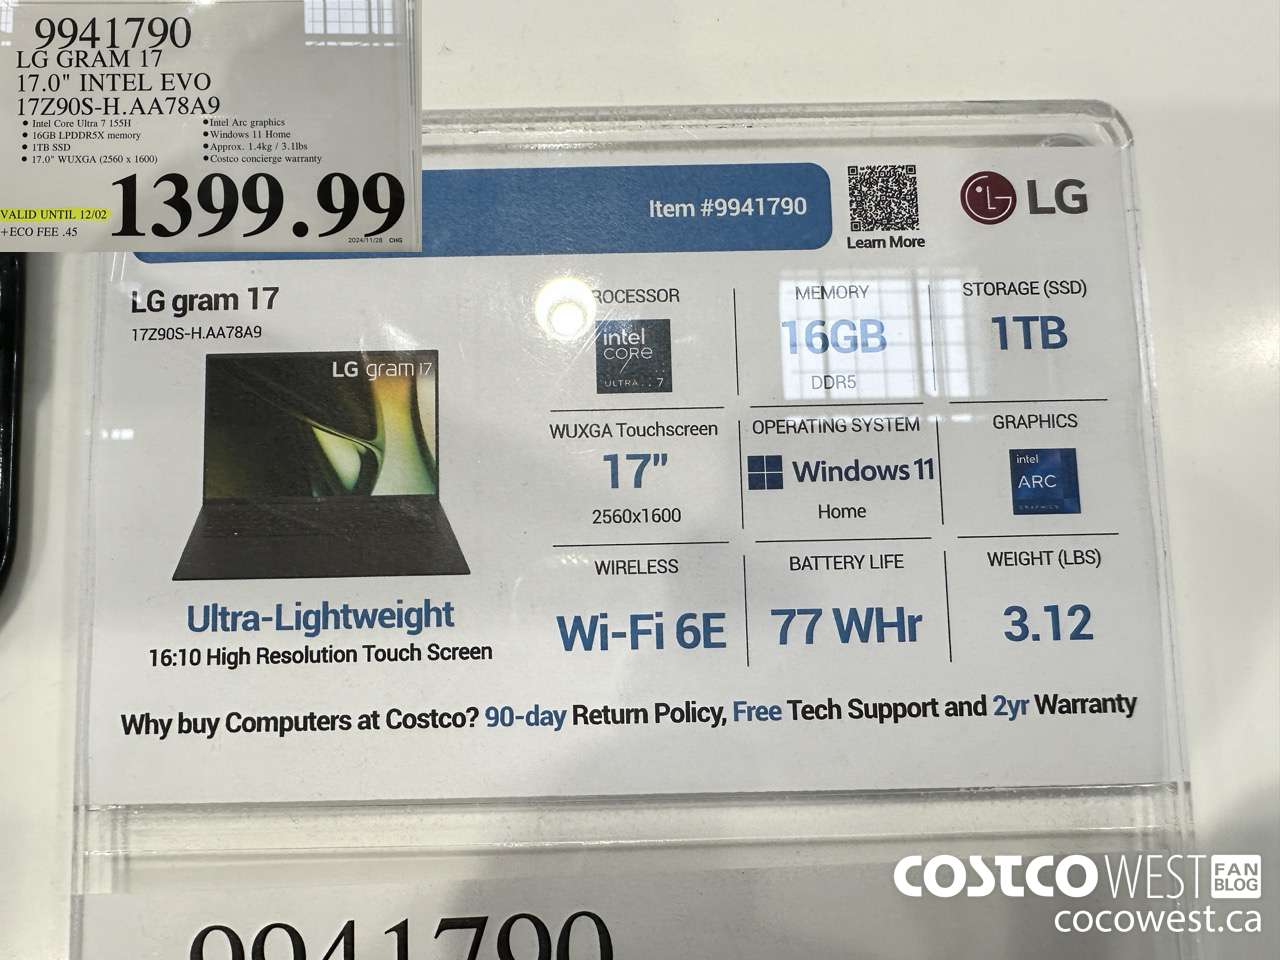 9941790
LG GRAM 17
17.0" INTEL EVO
17Z90S-H.AA78A9
• Intel Core Ultra 7 155H
• 16GB LPDDR5X memory
• 1TB SSD
• 17.0" WUXGA (2560 x 1600)
• Intel Arc graphics
• Windows 11 Home
• Approx. 1.4kg / 3.1lbs
• Costco concierge warranty
VALID UNTIL 12/02
+ECO FEE .45
1399.99
2024/11/28 CHG
Item #9941790
Learn More
LG
LG gram 17
17Z90S-H.AA78A9
LG gram 17
Ultra-Lightweight
16:10 High Resolution Touch Screen
ROCESSOR
intel
CORE
ULTRA 7
MEMORY
16GB
DDR5
STORAGE (SSD)
1TB
WUXGA Touchscreen
17"
2560x1600
OPERATING SYSTEM
Windows 11
Home
GRAPHICS
intel
ARC
GRAPHICS
WIRELESS
Wi-Fi 6E
BATTERY LIFE
77 WHr
WEIGHT (LBS)
3.12
Why buy Computers at Costco? 90-day Return Policy, Free Tech Support and 2yr Warranty
9941790
COSTCO WEST FAN BLOG
cocowest.ca